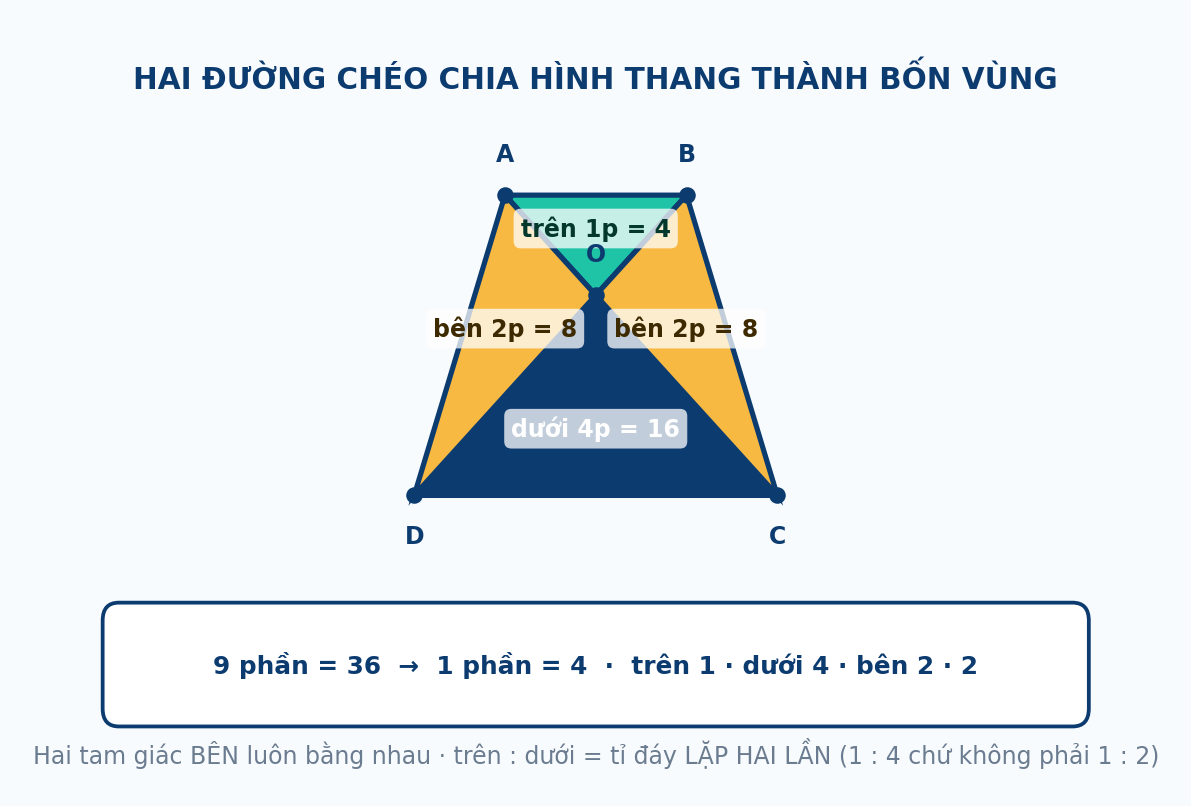 HAI ĐƯỜNG CHÉO CHIA HÌNH THANG THÀNH BỐN VÙNG
A
B
trên 1p = 4
O
bên 2p = 8
bên 2p = 8
dưới 4p = 16
D
C
9 phần = 36 → 1 phần = 4 · trên 1 · dưới 4 · bên 2 · 2
Hai tam giác BÊN luôn bằng nhau · trên : dưới = tỉ đáy LẶP HAI LẦN (1 : 4 chứ không phải 1 : 2)